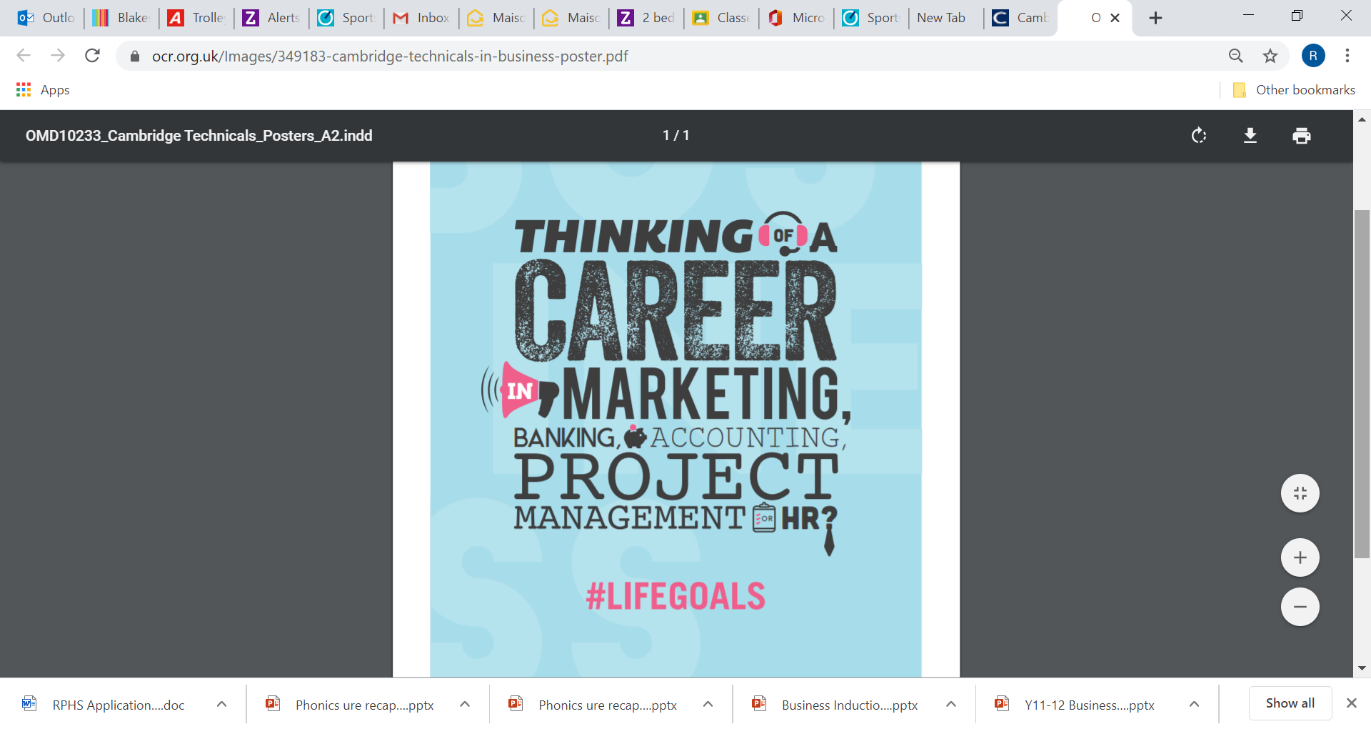 Outlo
Blake
Trolle
Alerts
Sport
Inbox
Maiso
Maiso
2 bed
Class
Micro
Sport
New Tab
Camb
O
ocr.org.uk/Images/349183-cambridge-technicals-in-business-poster.pdf
R
Apps
Other bookmarks
OMD10233_Cambridge Technicals_Posters_A2.indd
1 / 1
THINKING OF A
CAREER
IN MARKETING,
BANKING, ACCOUNTING,
PROJECT
MANAGEMENT OR HR?
#LIFEGOALS
RPHS Application....doc
Phonics ure recap....pptx
Phonics ure recap....pptx
Business Inductio....pptx
Y11-12 Business....pptx
Show all